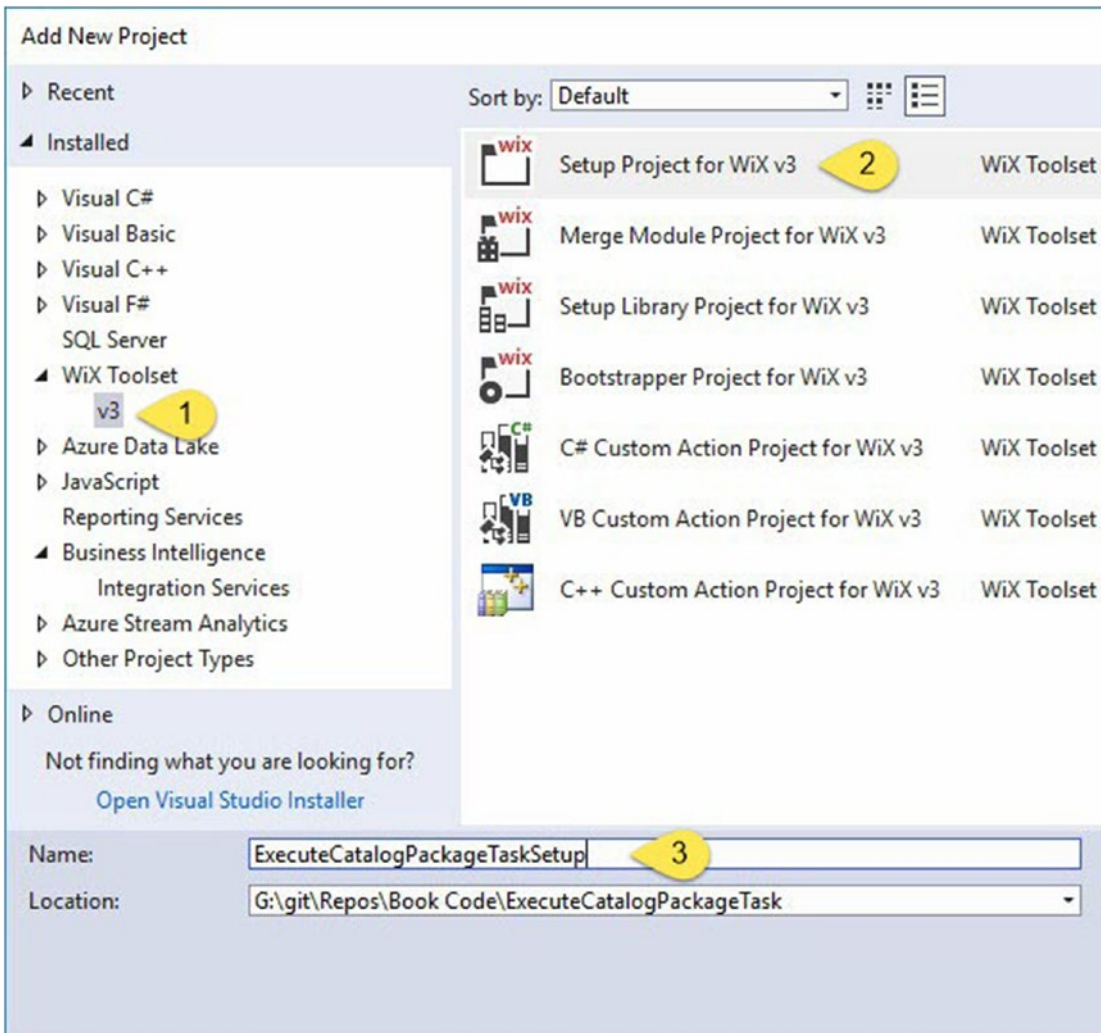 Add New Project
Recent
Installed
Visual C#
Visual Basic
Visual C++
Visual F#
SQL Server
WiX Toolset
v3 1
Azure Data Lake
JavaScript
Reporting Services
Business Intelligence
Integration Services
Azure Stream Analytics
Other Project Types
Online
Not finding what you are looking for?
Open Visual Studio Installer
Sort by: Default
wix Setup Project for WiX v3 2 WiX Toolset
wix Merge Module Project for WiX v3 WiX Toolset
wix Setup Library Project for WiX v3 WiX Toolset
wix Bootstrapper Project for WiX v3 WiX Toolset
C# C# Custom Action Project for WiX v3 WiX Toolset
VB VB Custom Action Project for WiX v3 WiX Toolset
C++ Custom Action Project for WiX v3 WiX Toolset
Name: ExecuteCatalogPackageTaskSetup 3
Location: G:\git\Repos\Book Code\ExecuteCatalogPackageTask